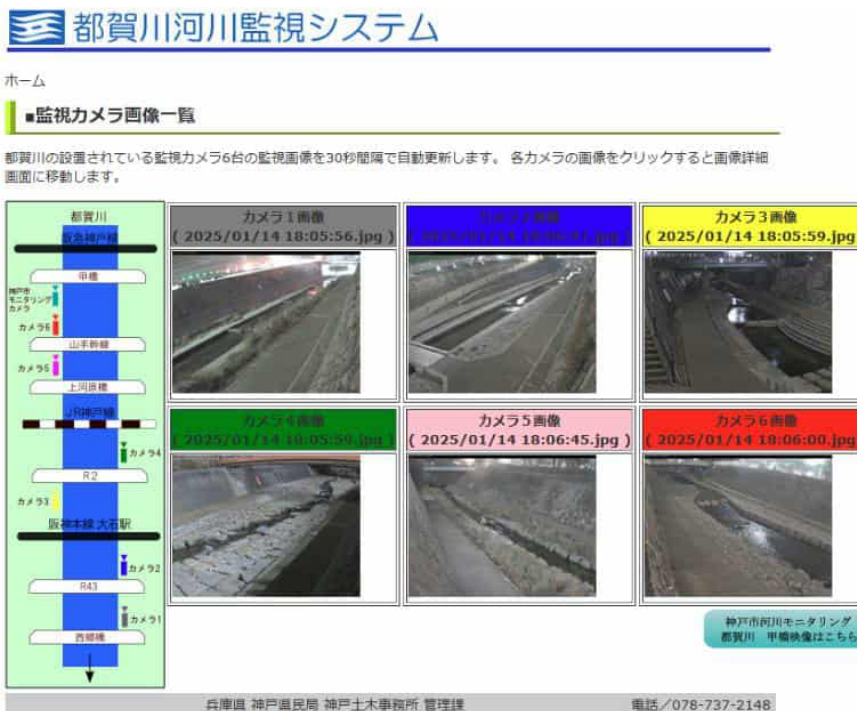 都賀川河川監視システム
ホーム
■監視カメラ画像一覧
都賀川の設置されている監視カメラ6台の監視画像を30秒間隔で自動更新します。 各カメラの画像をクリックすると画像詳細
画面に移動します。
都賀川
阪急神戸線
甲橋
神戸市
モニタリング
カメラ
カメラ6
山手幹線
カメラ5
上河原橋
JR神戸線
カメラ4
R2
カメラ3
阪神本線 大石駅
カメラ2
R43
カメラ1
西郷橋
カメラ1画像
( 2025/01/14 18:05:56.jpg )
カメラ2画像
カメラ3画像
( 2025/01/14 18:05:59.jpg
カメラ4画像
( 2025/01/14 18:05:59.jpg )
カメラ5画像
( 2025/01/14 18:06:45.jpg )
カメラ6画像
( 2025/01/14 18:06:00.jpg
神戸市河川モニタリング
都賀川 甲橋映像はこちら
兵庫県 神戸県民局 神戸土木事務所 管理課
電話／078-737-2148